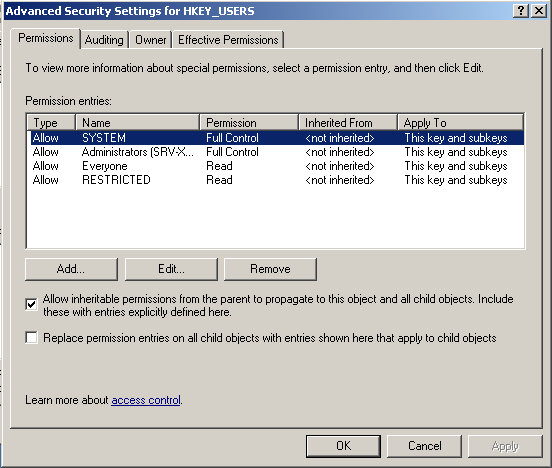 Advanced Security Settings for HKEY_USERS
Permissions Auditing Owner Effective Permissions
To view more information about special permissions, select a permission entry, and then click Edit.
Permission entries:
Type Name Permission Inherited From Apply To
Allow SYSTEM Full Control <not inherited> This key and subkeys
Allow Administrators (SRV-X... Full Control <not inherited> This key and subkeys
Allow Everyone Read <not inherited> This key and subkeys
Allow RESTRICTED Read <not inherited> This key and subkeys
Add... Edit... Remove
Allow inheritable permissions from the parent to propagate to this object and all child objects. Include
these with entries explicitly defined here.
Replace permission entries on all child objects with entries shown here that apply to child objects
Learn more about access control.
OK Cancel Apply